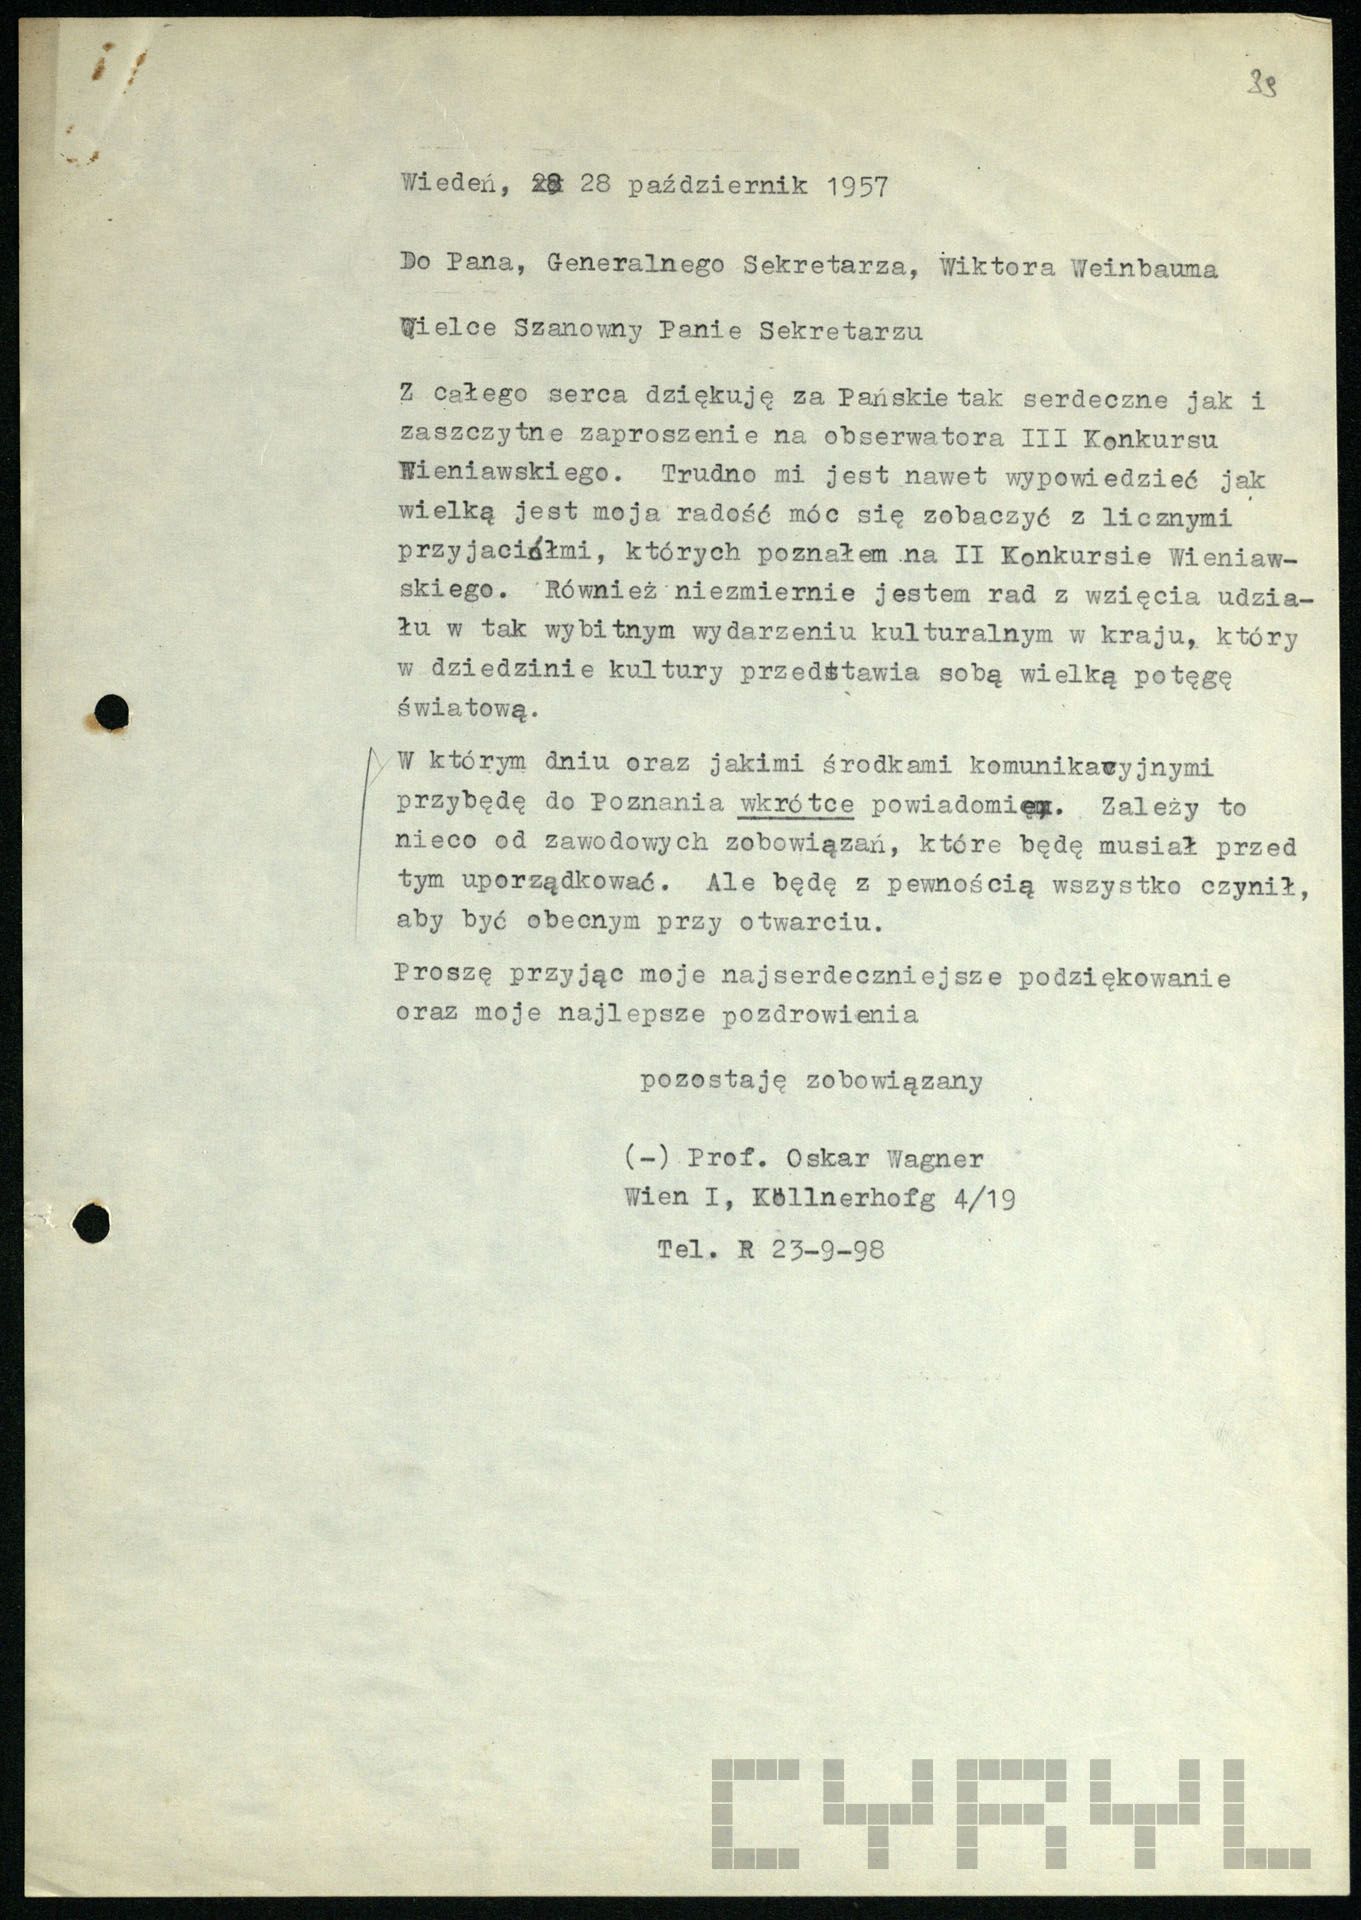 39
Wiedeń, 28 28 październik 1957
Do Pana, Generalnego Sekretarza, Wiktora Weinbauma
Wielce Szanowny Panie Sekretarzu
Z całego serca dziękuję za Pańskie tak serdeczne jak i
zaszczytne zaproszenie na obserwatora III Konkursu
Wieniawskiego. Trudno mi jest nawet wypowiedzieć jak
wielką jest moja radość móc się zobaczyć z licznymi
przyjaciółmi, których poznałem na II Konkursie Wieniaw-
skiego. Również niezmiernie jestem rad z wzięcia udzia-
łu w tak wybitnym wydarzeniu kulturalnym w kraju, który
w dziedzinie kultury przedstawia sobą wielką potęgę
światową.
W którym dniu oraz jakimi środkami komunikacyjnymi
przybędę do Poznania wkrótce powiadomię. Zależy to
nieco od zawodowych zobowiązań, które będę musiał przed
tym uporządkować. Ale będę z pewnością wszystko czynił,
aby być obecnym przy otwarciu.
Proszę przyjąc moje najserdeczniejsze podziękowanie
oraz moje najlepsze pozdrowienia
pozostaję zobowiązany
(-) Prof. Oskar Wagner
Wien I, Köllnerhofg 4/19
Tel. R 23-9-98
CYRYL